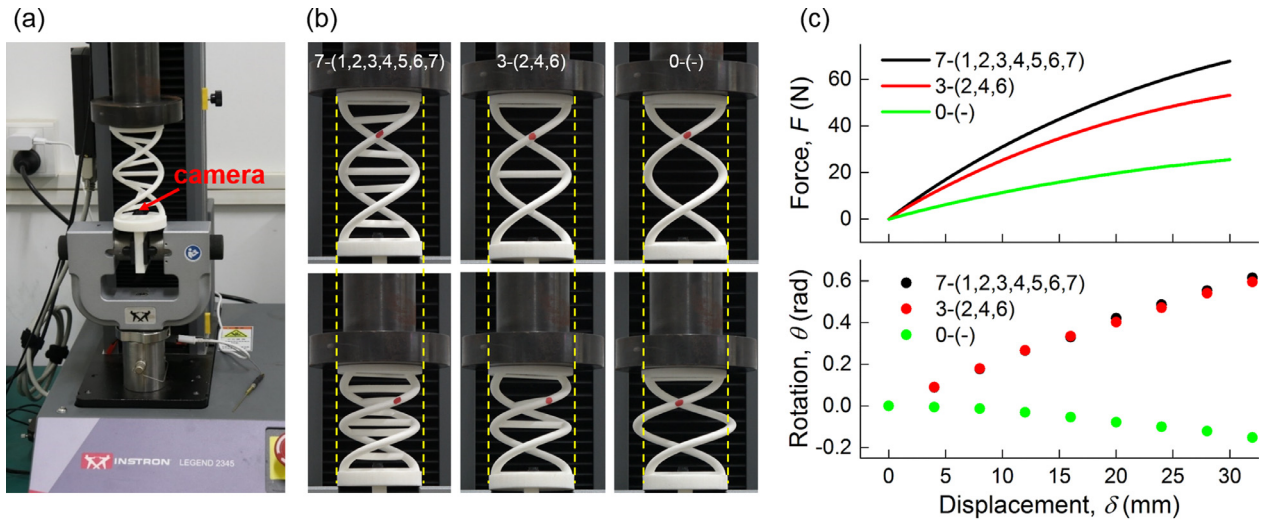 (a)
camera
INSTRON LEGEND 2345
(b)
7-(1,2,3,4,5,6,7) 3-(2,4,6) 0-(-)
(c)
Force, F (N)
60
40
20
0
7-(1,2,3,4,5,6,7)
3-(2,4,6)
0-(-)
Rotation, θ (rad)
0.6
0.4
0.2
0.0
-0.2
7-(1,2,3,4,5,6,7)
3-(2,4,6)
0-(-)
0 5 10 15 20 25 30
Displacement, δ (mm)